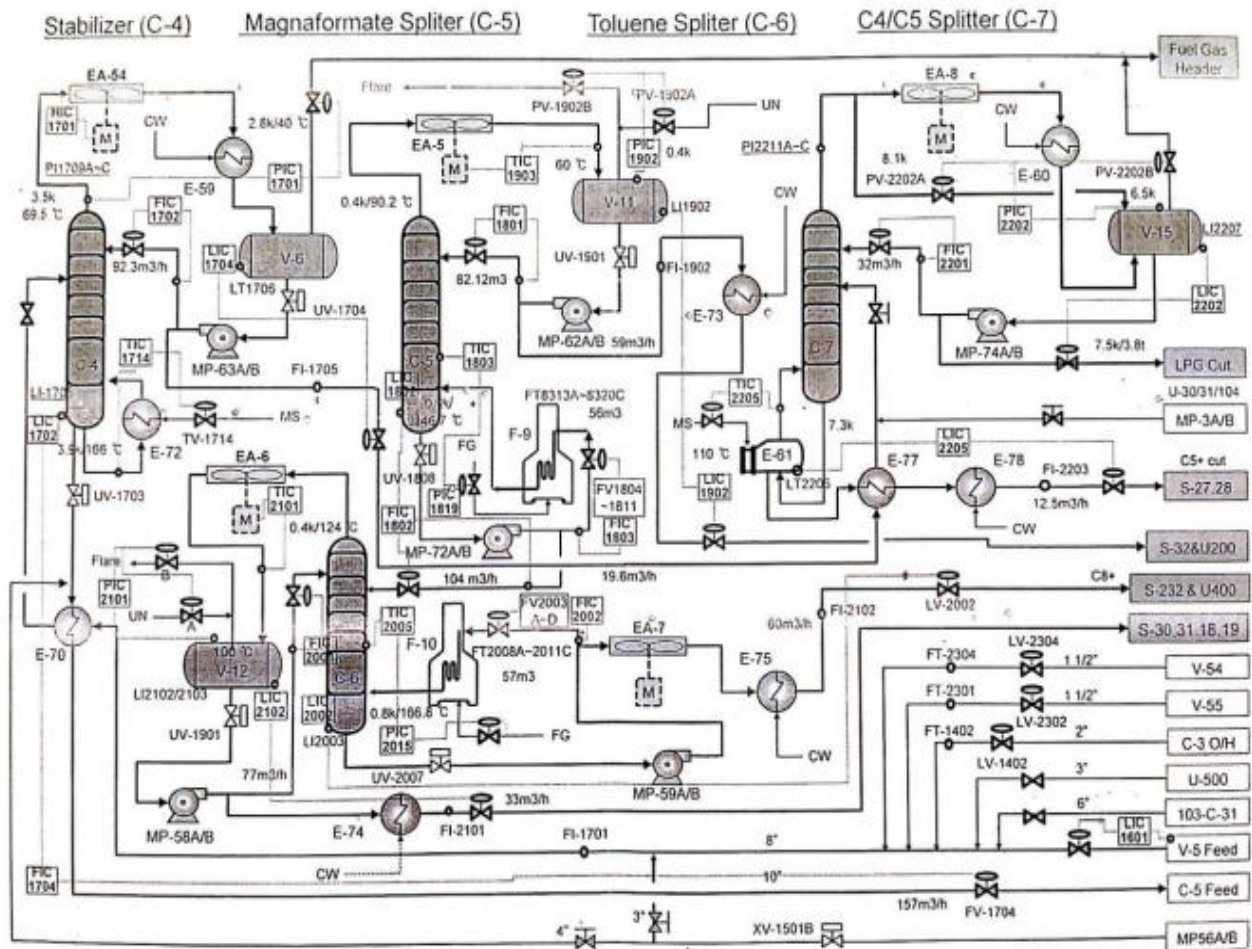 Stabilizer (C-4)
Magnaformate Spliter (C-5)
Toluene Spliter (C-6)
C4/C5 Splitter (C-7)
EA-54
CW
M
PI1709A~C
E-59
PIC
1701
2.8k/40 ℃
3.5k
69.5 ℃
FIC
1702
92.3m3/h
LIC
1704
V-6
LT1706
UV-1704
C-4
TIC
1714
MP-63A/B
FI-1705
LIC
1702
E-72
TV-1714
MS
UV-1703
Flare
PV-1902B
PV-1902A
UN
EA-5
M
TIC
1903
PIC
1902
0.4k
60 ℃
V-11
LI1902
0.4k/90.2 ℃
FIC
1801
82.12m3
UV-1901
MP-62A/B
59m3/h
FI-1902
CW
E-73
C-5
TIC
1803
UV-1808
FT8313A~8320C
56m3
F-9
FG
PIC
1819
FV1804
~1811
FIC
1803
LIC
1802
MP-72A/B
104 m3/h
19.6m3/h
PI2211A~C
EA-8
M
8.1k
PV-2202A
E-60
CW
PV-2202B
6.5k
PIC
2202
V-15
LI2207
LIC
2202
FIC
2201
32m3/h
MP-74A/B
7.5k/3.8t
C-7
7.3k
TIC
2205
MS
110 ℃
E-61
LT2206
LIC
1902
LIC
2205
E-77
E-78
FI-2203
12.5m3/h
CW
Fuel Gas
Header
LPG Cut
U-30/31/104
MP-3A/B
C5+ cut
S-27,28
S-32&U200
C8+
S-232 & U400
S-30,31,18,19
EA-6
M
TIC
2101
0.4k/124 ℃
Flare
B
PIC
2101
UN
A
E-70
100 ℃
V-12
LI2102/2103
LIC
2102
UV-1901
77m3/h
MP-58A/B
C-6
TIC
2005
LIC
2002
LI2003
0.8k/166.8 ℃
PIC
2015
F-10
FV2003
A~D
FIC
2002
FT2008A~2011C
57m3
FG
UV-2007
MP-59A/B
EA-7
M
E-75
CW
60m3/h
FI-2102
LV-2002
E-74
CW
FI-2101
33m3/h
FT-2304
LV-2304
1 1/2"
V-54
FT-2301
LV-2302
1 1/2"
V-55
FT-1402
LV-1402
2"
C-3 O/H
3"
U-500
6"
103-C-31
FI-1701
8"
LIC
1601
V-5 Feed
FIC
1704
10"
157m3/h
FV-1704
C-5 Feed
3"
4"
XV-1501B
MP56A/B